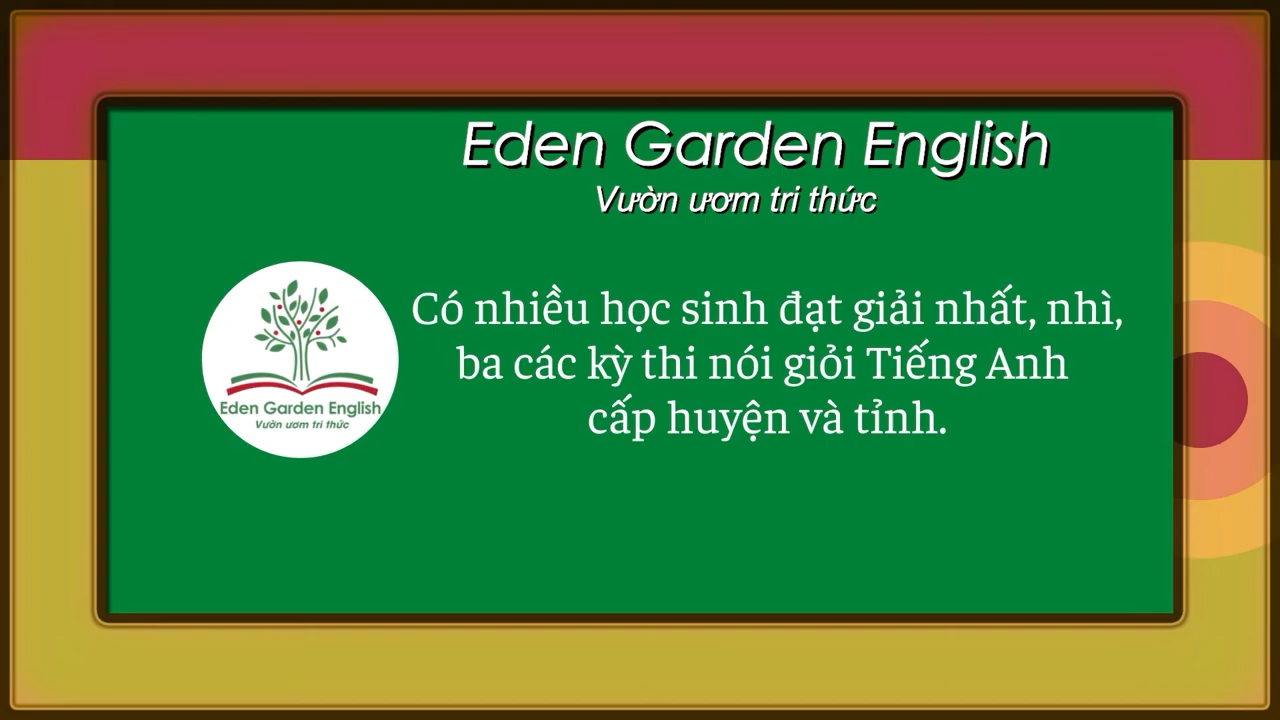 Eden Garden English
Vườn ươm tri thức
Eden Garden English
Vườn ươm tri thức
Có nhiều học sinh đạt giải nhất, nhì,
ba các kỳ thi nói giỏi Tiếng Anh
cấp huyện và tỉnh.